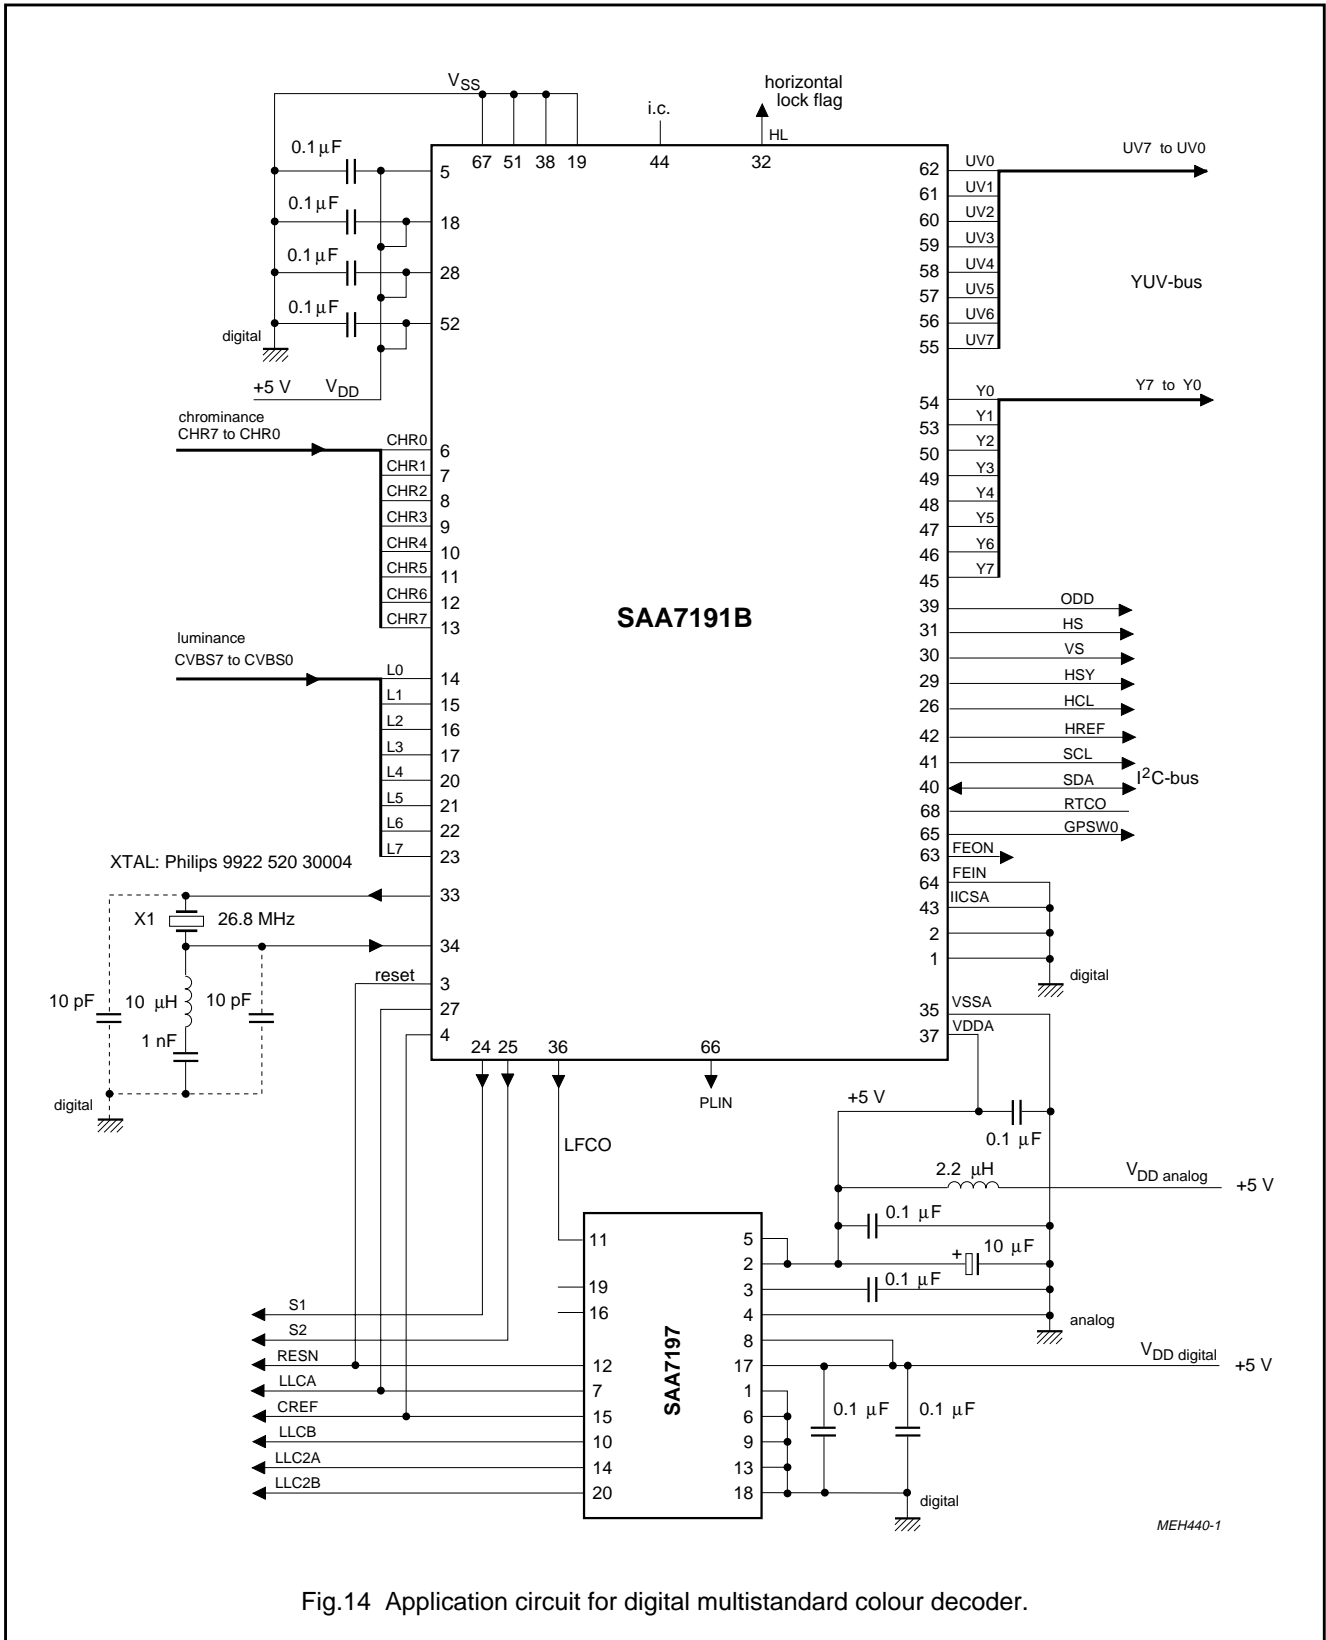 V_SS
horizontal
lock flag
i.c.
HL
67 51 38 19 44 32
0.1 μF
5
0.1 μF
18
0.1 μF
28
0.1 μF
52
digital
+5 V V_DD
chrominance
CHR7 to CHR0
CHR0 6
CHR1 7
CHR2 8
CHR3 9
CHR4 10
CHR5 11
CHR6 12
CHR7 13
luminance
CVBS7 to CVBS0
L0 14
L1 15
L2 16
L3 17
L4 20
L5 21
L6 22
L7 23
XTAL: Philips 9922 520 30004
33
X1 26.8 MHz
34
reset 3
27
4
10 pF 10 μH 10 pF
1 nF
digital
SAA7191B
62 UV0 UV7 to UV0
61 UV1
60 UV2
59 UV3
58 UV4
57 UV5
56 UV6
55 UV7
YUV-bus
54 Y0 Y7 to Y0
53 Y1
50 Y2
49 Y3
48 Y4
47 Y5
46 Y6
45 Y7
39 ODD
31 HS
30 VS
29 HSY
26 HCL
42 HREF
41 SCL
40 SDA I²C-bus
68 RTCO
65 GPSW0
63 FEON
64 FEIN
43 IICSA
2
1
digital
35 VSSA
37 VDDA
24 25 36 66
PLIN
LFCO
+5 V
0.1 μF
2.2 μH V_DD analog +5 V
0.1 μF
+ 10 μF
0.1 μF
analog
V_DD digital +5 V
0.1 μF 0.1 μF
digital
SAA7197
11
19
16
12
7
15
10
14
20
5
2
3
4
8
17
1
6
9
13
18
S1
S2
RESN
LLCA
CREF
LLCB
LLC2A
LLC2B
MEH440-1
Fig.14 Application circuit for digital multistandard colour decoder.